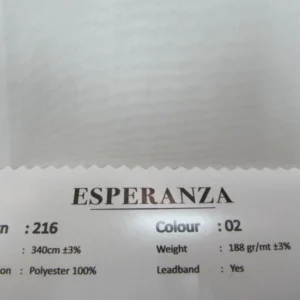 ESPERANZA
n : 216 Colour : 02
: 340cm ±3% Weight : 188 gr/mt ±3%
on : Polyester 100% Leadband : Yes